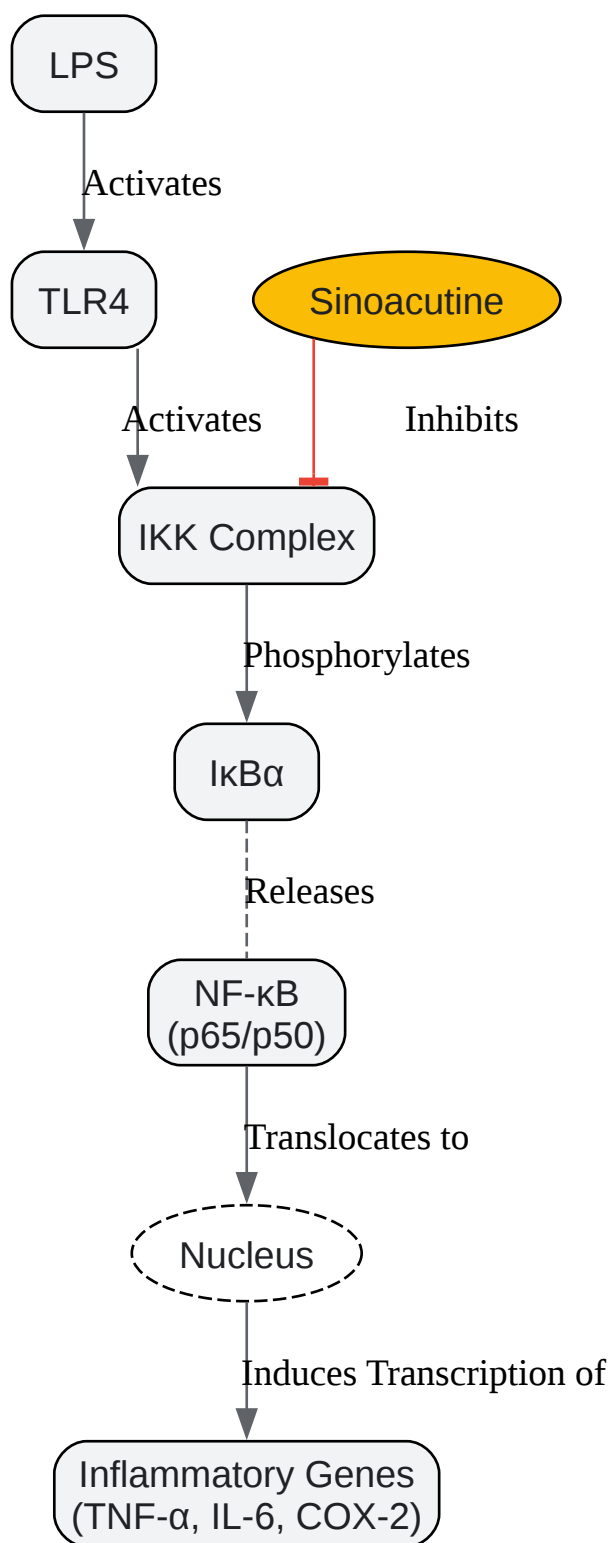 LPS
Activates
TLR4
Sinoacutine
Activates
Inhibits
IKK Complex
Phosphorylates
IκBα
Releases
NF-κB
(p65/p50)
Translocates to
Nucleus
Induces Transcription of
Inflammatory Genes
(TNF-α, IL-6, COX-2)